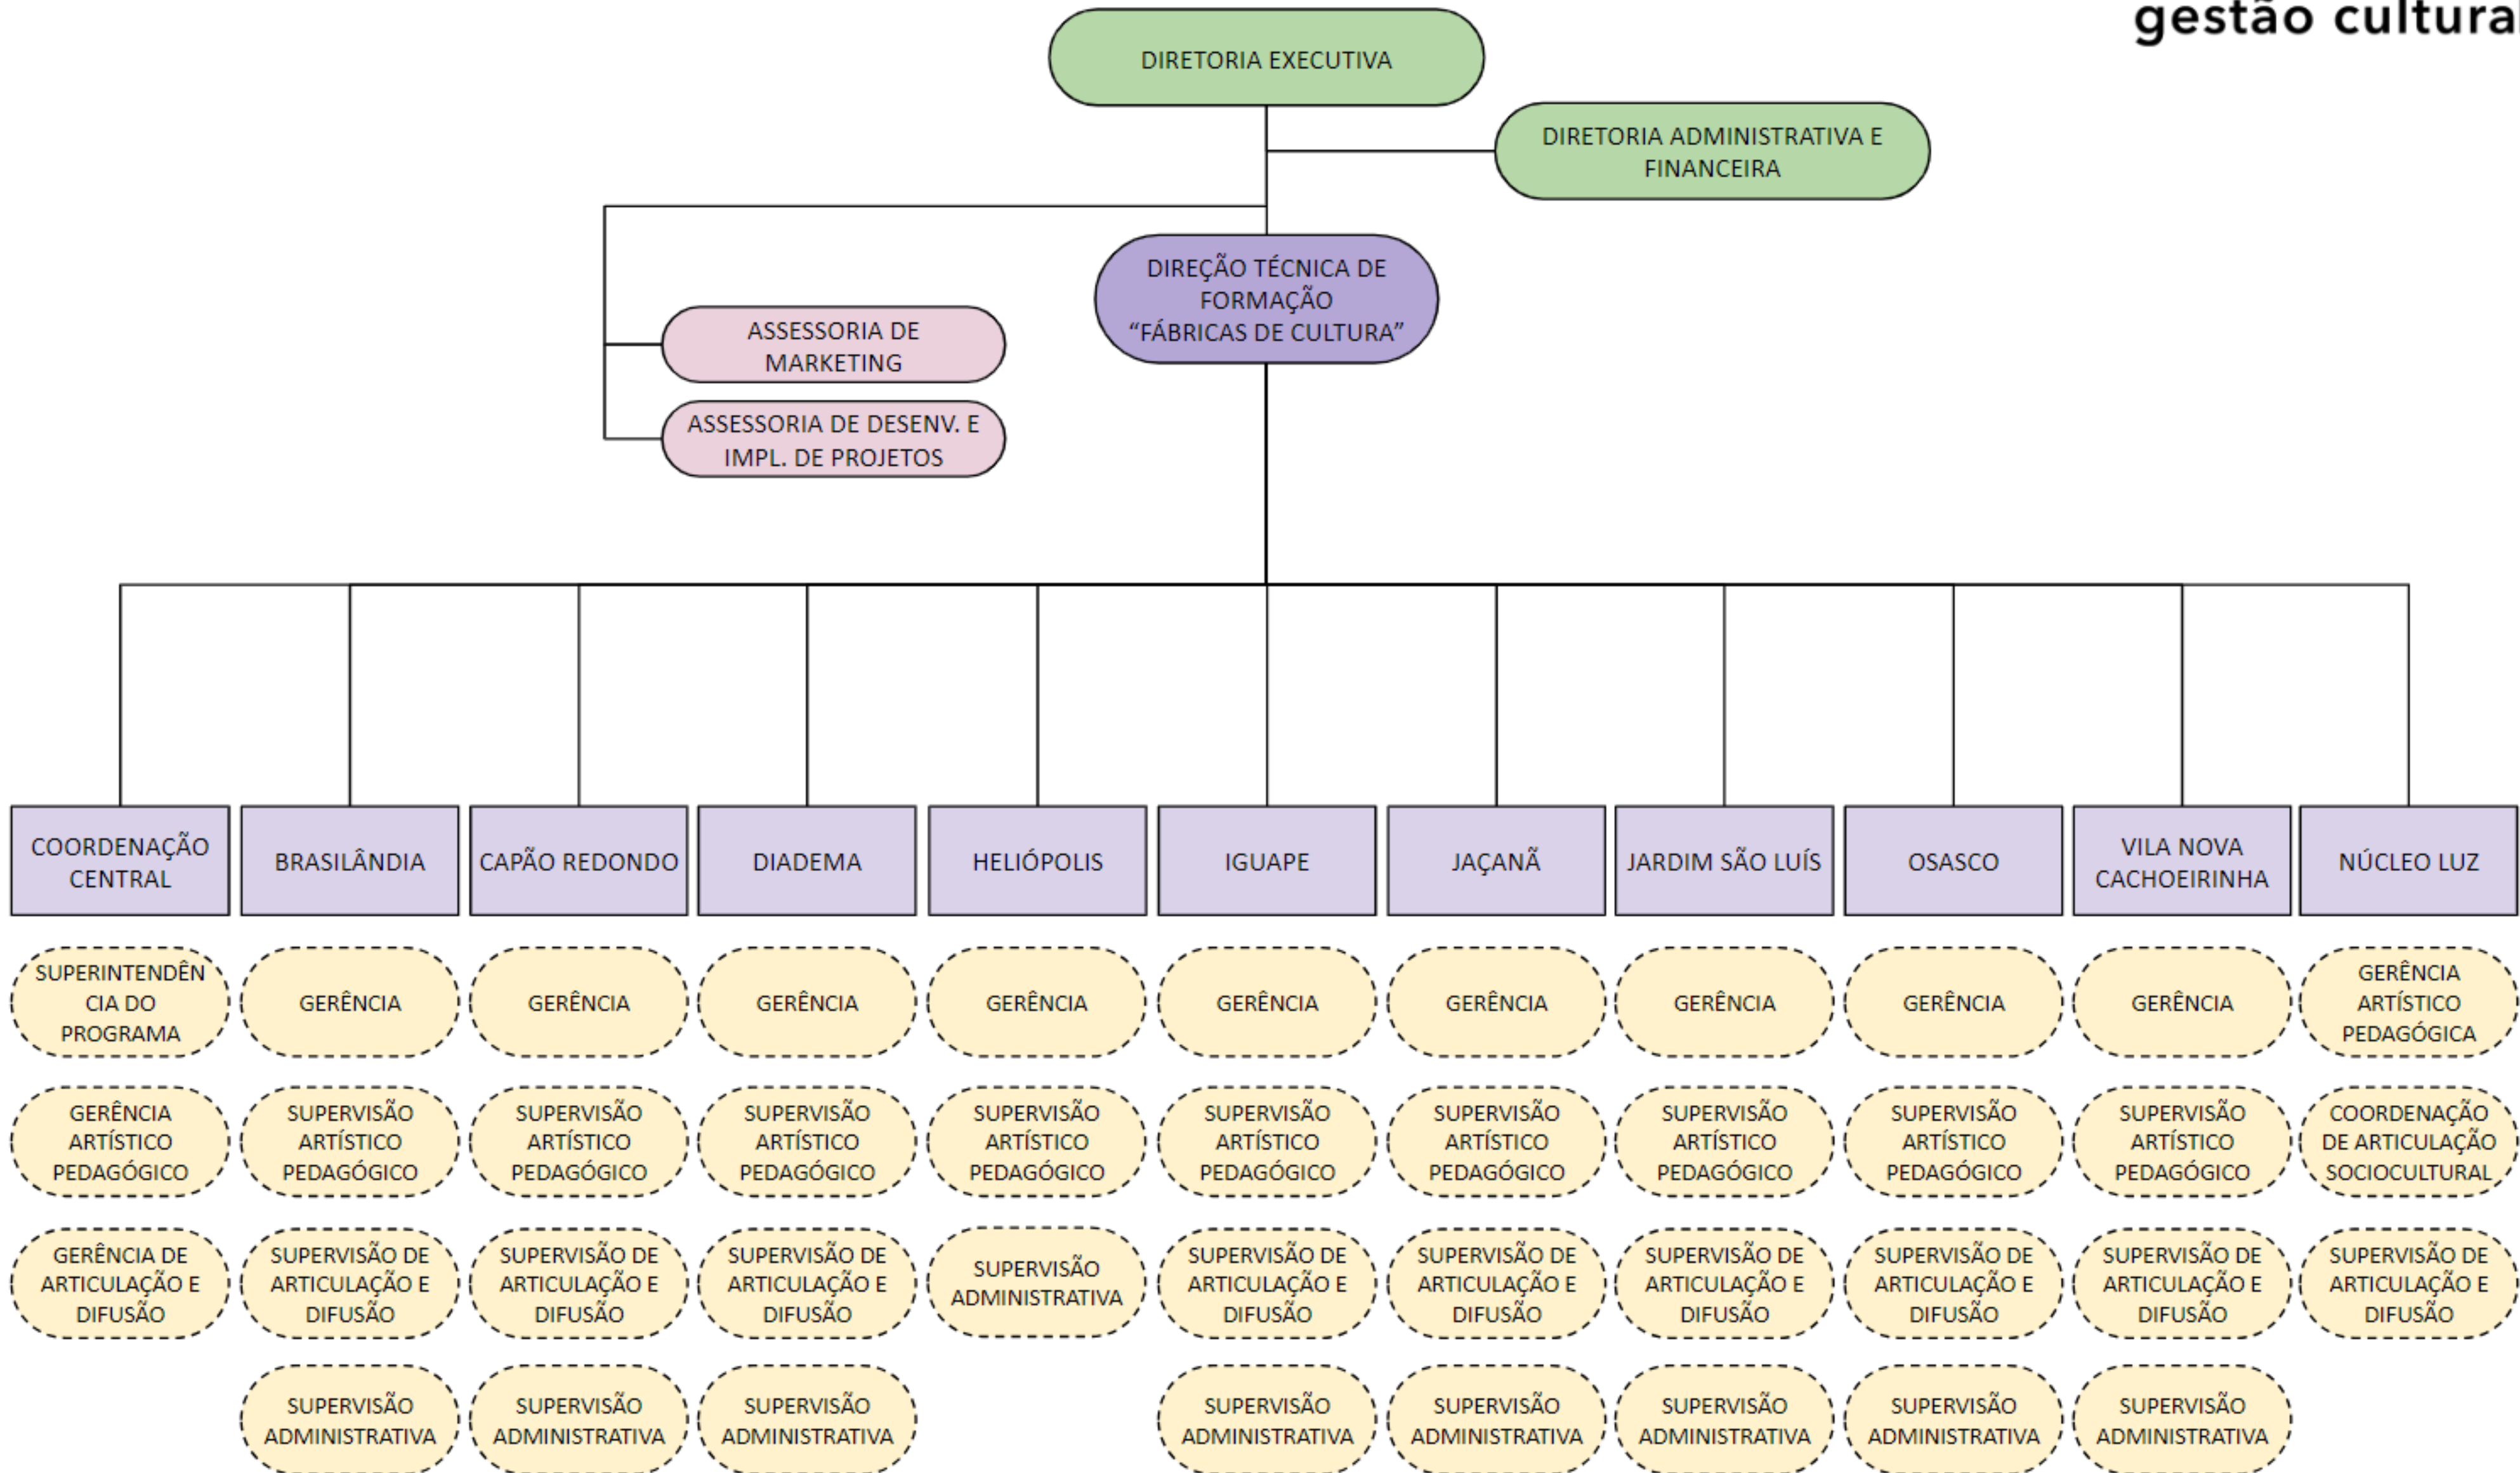 gestão cultural
DIRETORIA EXECUTIVA
DIRETORIA ADMINISTRATIVA E
FINANCEIRA
DIREÇÃO TÉCNICA DE
FORMAÇÃO
“FÁBRICAS DE CULTURA”
ASSESSORIA DE
MARKETING
ASSESSORIA DE DESENV. E
IMPL. DE PROJETOS
COORDENAÇÃO
CENTRAL
BRASILÂNDIA
CAPÃO REDONDO
DIADEMA
HELIÓPOLIS
IGUAPE
JAÇANÃ
JARDIM SÃO LUÍS
OSASCO
VILA NOVA
CACHOEIRINHA
NÚCLEO LUZ
SUPERINTENDÊN
CIA DO
PROGRAMA
GERÊNCIA
GERÊNCIA
GERÊNCIA
GERÊNCIA
GERÊNCIA
GERÊNCIA
GERÊNCIA
GERÊNCIA
GERÊNCIA
GERÊNCIA
ARTÍSTICO
PEDAGÓGICA
GERÊNCIA
ARTÍSTICO
PEDAGÓGICO
SUPERVISÃO
ARTÍSTICO
PEDAGÓGICO
SUPERVISÃO
ARTÍSTICO
PEDAGÓGICO
SUPERVISÃO
ARTÍSTICO
PEDAGÓGICO
SUPERVISÃO
ARTÍSTICO
PEDAGÓGICO
SUPERVISÃO
ARTÍSTICO
PEDAGÓGICO
SUPERVISÃO
ARTÍSTICO
PEDAGÓGICO
SUPERVISÃO
ARTÍSTICO
PEDAGÓGICO
SUPERVISÃO
ARTÍSTICO
PEDAGÓGICO
SUPERVISÃO
ARTÍSTICO
PEDAGÓGICO
COORDENAÇÃO
DE ARTICULAÇÃO
SOCIOCULTURAL
GERÊNCIA DE
ARTICULAÇÃO E
DIFUSÃO
SUPERVISÃO DE
ARTICULAÇÃO E
DIFUSÃO
SUPERVISÃO DE
ARTICULAÇÃO E
DIFUSÃO
SUPERVISÃO DE
ARTICULAÇÃO E
DIFUSÃO
SUPERVISÃO
ADMINISTRATIVA
SUPERVISÃO DE
ARTICULAÇÃO E
DIFUSÃO
SUPERVISÃO DE
ARTICULAÇÃO E
DIFUSÃO
SUPERVISÃO DE
ARTICULAÇÃO E
DIFUSÃO
SUPERVISÃO DE
ARTICULAÇÃO E
DIFUSÃO
SUPERVISÃO DE
ARTICULAÇÃO E
DIFUSÃO
SUPERVISÃO DE
ARTICULAÇÃO E
DIFUSÃO
SUPERVISÃO
ADMINISTRATIVA
SUPERVISÃO
ADMINISTRATIVA
SUPERVISÃO
ADMINISTRATIVA
SUPERVISÃO
ADMINISTRATIVA
SUPERVISÃO
ADMINISTRATIVA
SUPERVISÃO
ADMINISTRATIVA
SUPERVISÃO
ADMINISTRATIVA
SUPERVISÃO
ADMINISTRATIVA